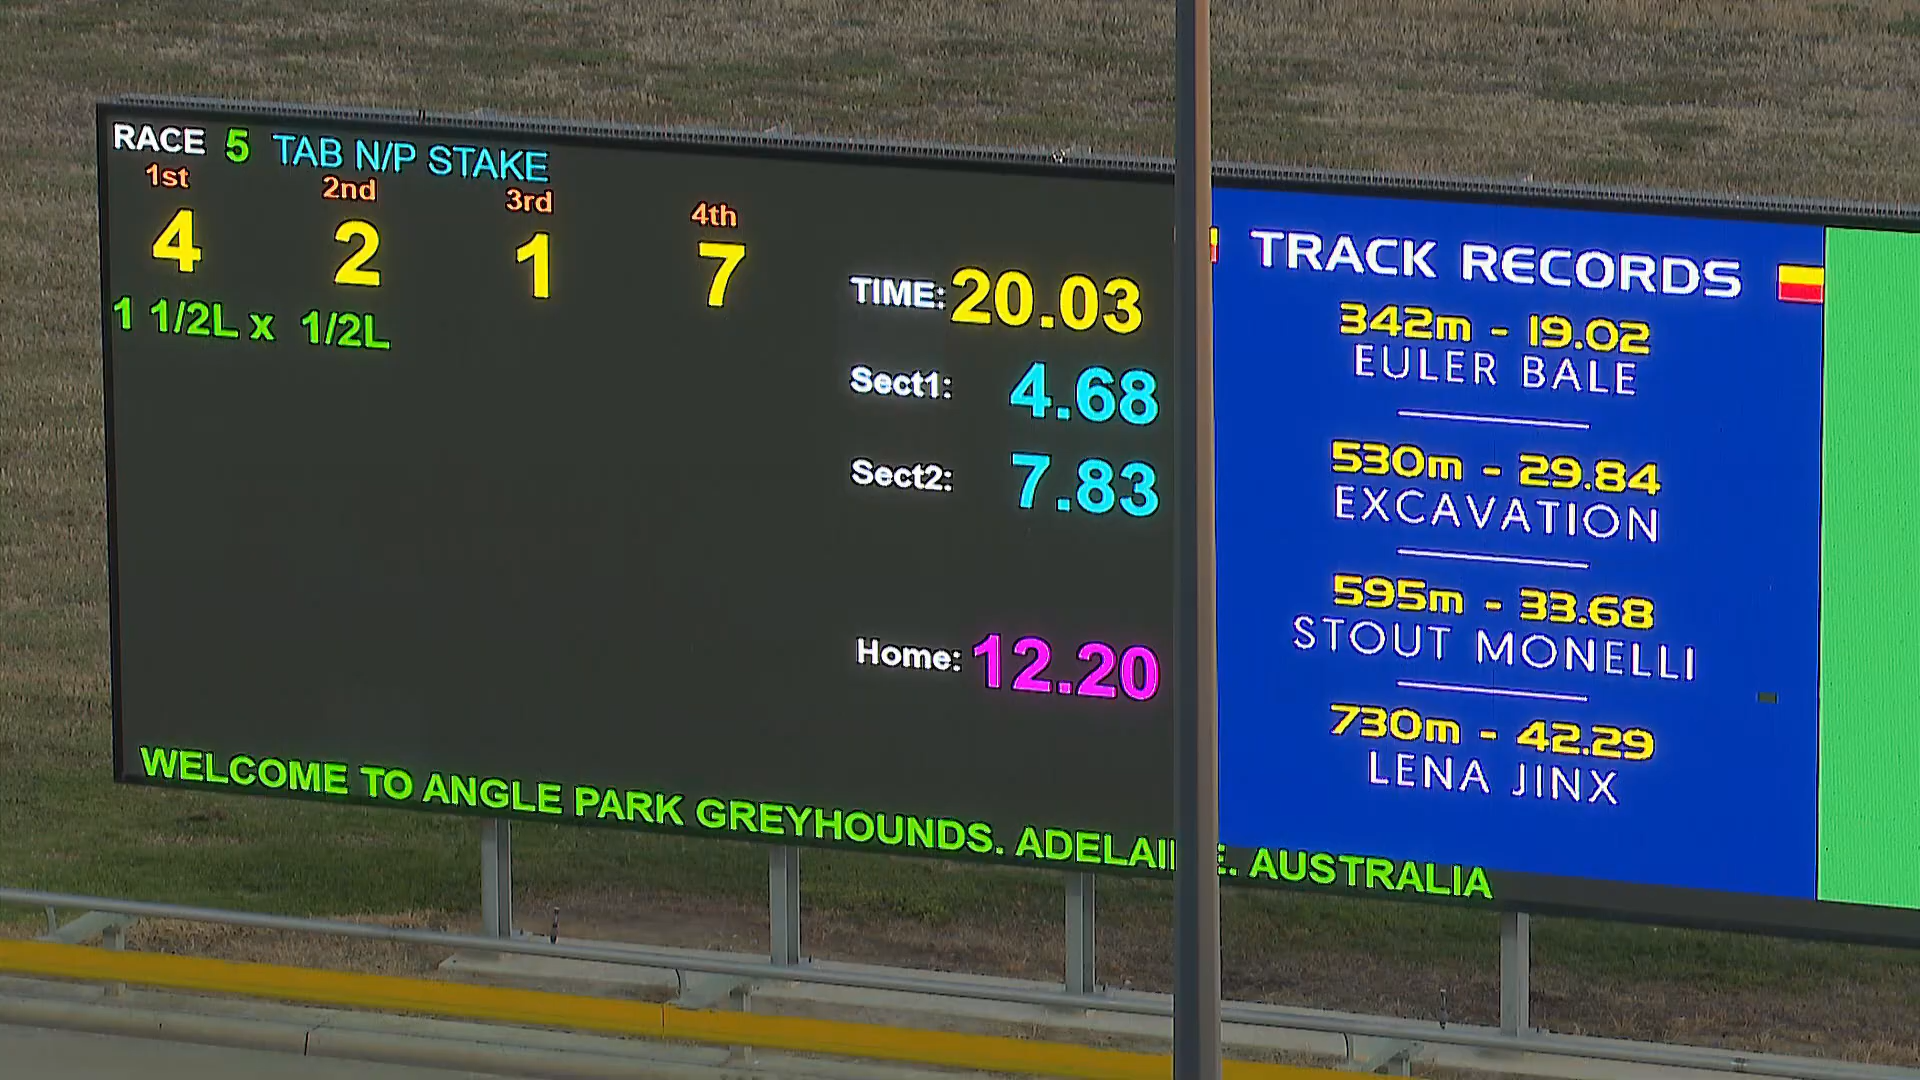 RACE 5 TAB N/P STAKE
1st 2nd 3rd 4th
4 2 1 7
1 1/2L x 1/2L
TIME: 20.03
Sect1: 4.68
Sect2: 7.83
Home: 12.20
TRACK RECORDS
342m - 19.02
EULER BALE
530m - 29.84
EXCAVATION
595m - 33.68
STOUT MONELLI
730m - 42.29
LENA JINX
WELCOME TO ANGLE PARK GREYHOUNDS. ADELAIDE. AUSTRALIA